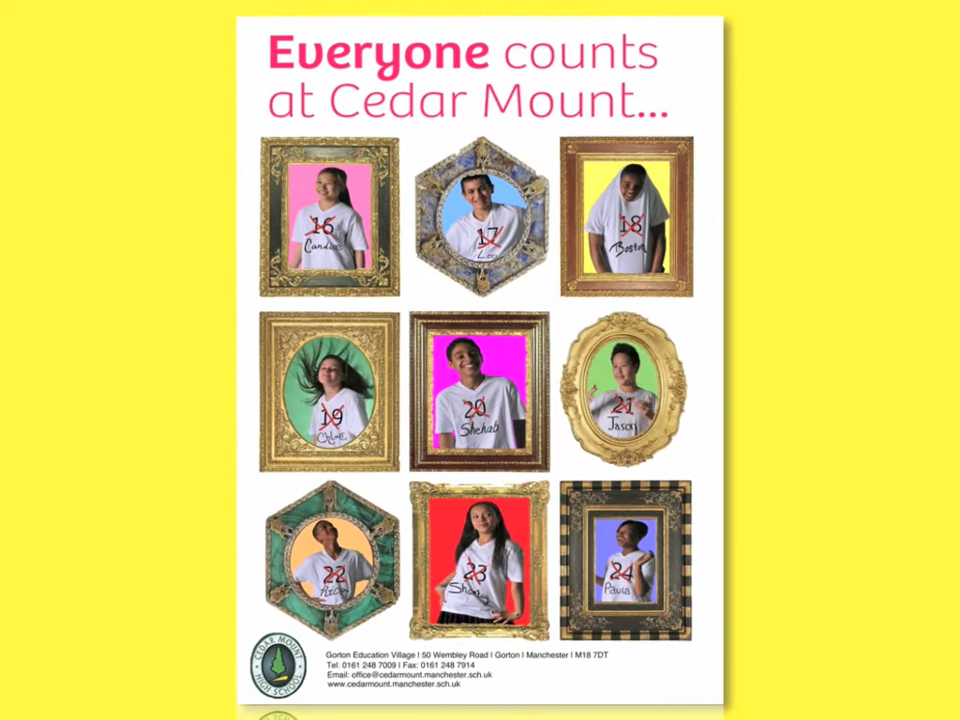 Everyone counts
at Cedar Mount...
16
Candice
17
Leo
18
Boston
19
Chloe
20
Shehab
21
Jason
22
23
24
Paula
CEDAR MOUNT
HIGH SCHOOL
Gorton Education Village | 50 Wembley Road | Gorton | Manchester | M18 7DT
Tel: 0161 248 7009 | Fax: 0161 248 7914
Email: office@cedarmount.manchester.sch.uk
www.cedarmount.manchester.sch.uk